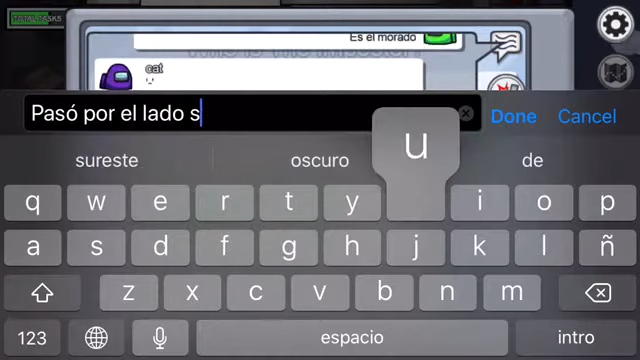 TOTAL TASKS
Es el morado
cat
Pasó por el lado s
Done
Cancel
u
sureste
oscuro
de
q w e r t y i o p
a s d f g h j k l ñ
z x c v b n m
123
espacio
intro